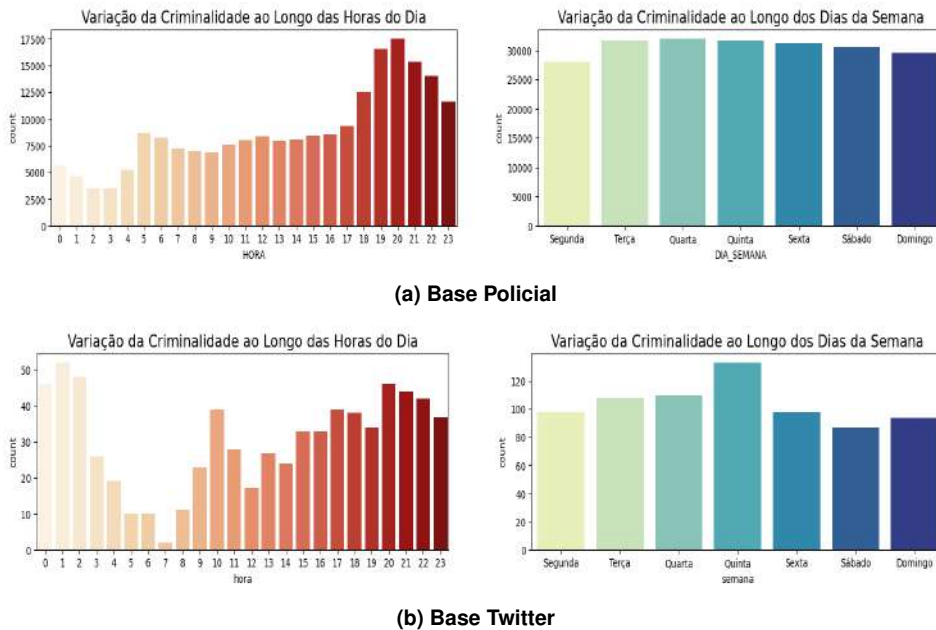 Variação da Criminalidade ao Longo das Horas do Dia
17500
15000
12500
10000
7500
5000
2500
0
count
0 1 2 3 4 5 6 7 8 9 10 11 12 13 14 15 16 17 18 19 20 21 22 23
HORA
Variação da Criminalidade ao Longo dos Dias da Semana
30000
25000
20000
15000
10000
5000
0
count
Segunda Terça Quarta Quinta Sexta Sábado Domingo
DIA_SEMANA
(a) Base Policial
Variação da Criminalidade ao Longo das Horas do Dia
50
40
30
20
10
0
count
0 1 2 3 4 5 6 7 8 9 10 11 12 13 14 15 16 17 18 19 20 21 22 23
hora
Variação da Criminalidade ao Longo dos Dias da Semana
120
100
80
60
40
20
0
count
Segunda Terça Quarta Quinta Sexta Sábado Domingo
semana
(b) Base Twitter